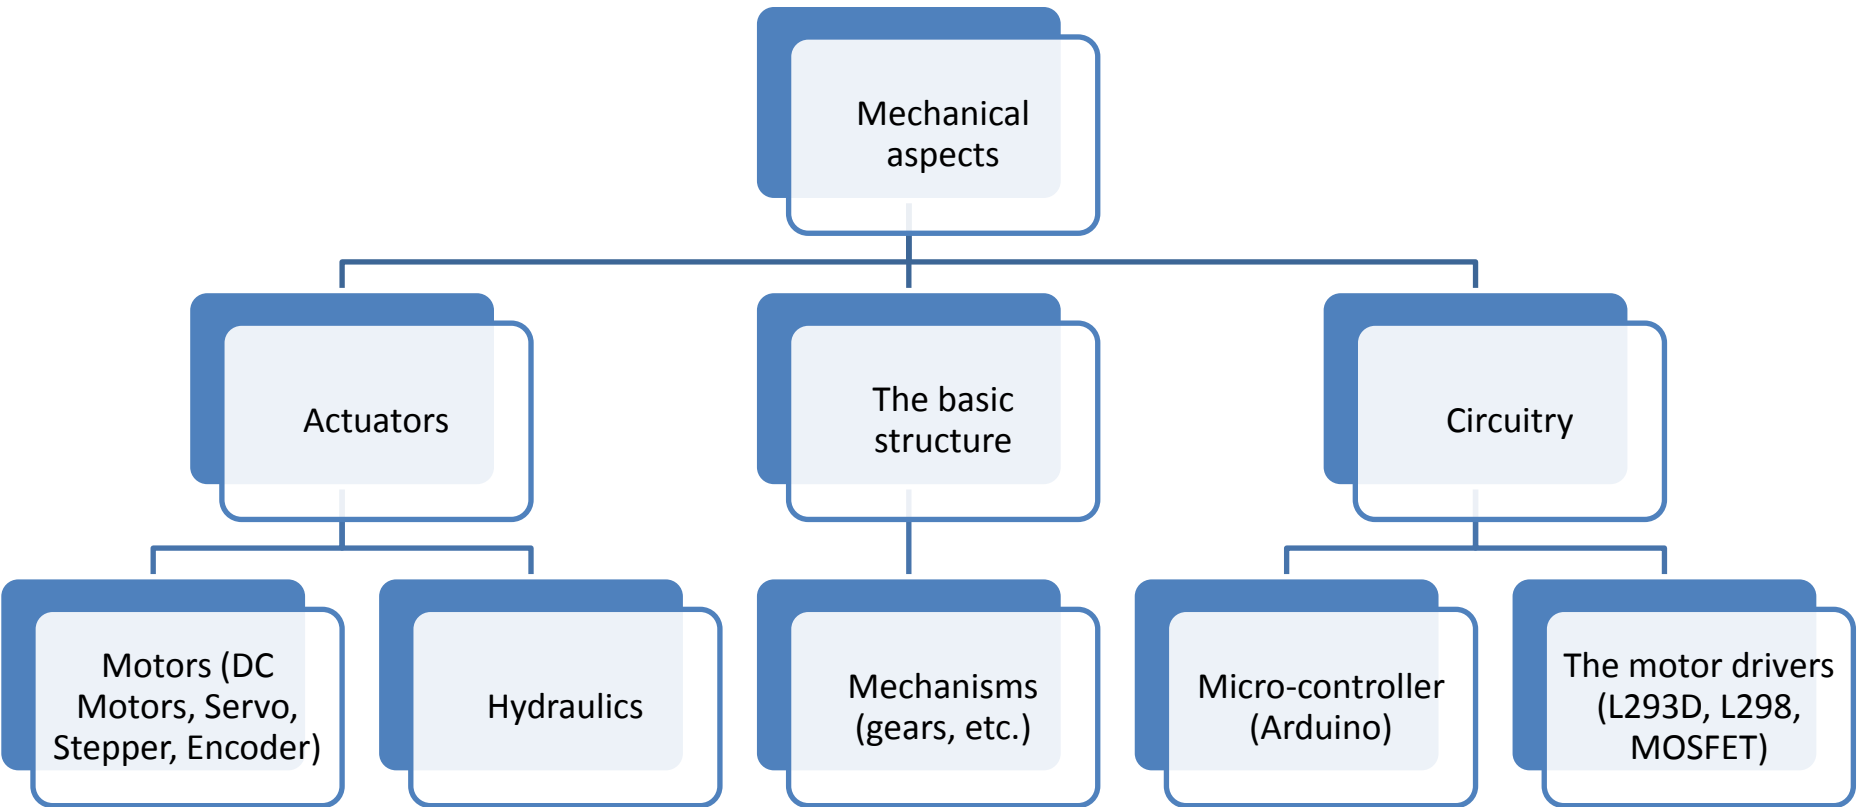 Mechanical
aspects
Actuators
The basic
structure
Circuitry
Motors (DC
Motors, Servo,
Stepper, Encoder)
Hydraulics
Mechanisms
(gears, etc.)
Micro-controller
(Arduino)
The motor drivers
(L293D, L298,
MOSFET)